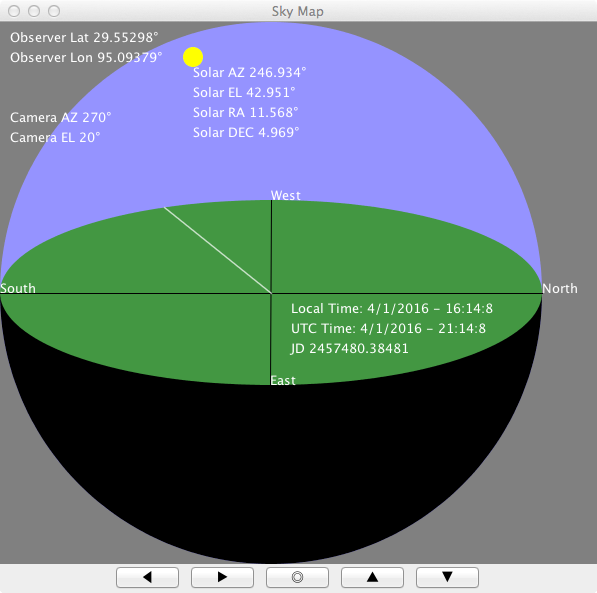 Sky Map
Observer Lat 29.55298°
Observer Lon 95.09379°
Solar AZ 246.934°
Solar EL 42.951°
Solar RA 11.568°
Solar DEC 4.969°
Camera AZ 270°
Camera EL 20°
West
South
North
Local Time: 4/1/2016 - 16:14:8
UTC Time: 4/1/2016 - 21:14:8
JD 2457480.38481
East